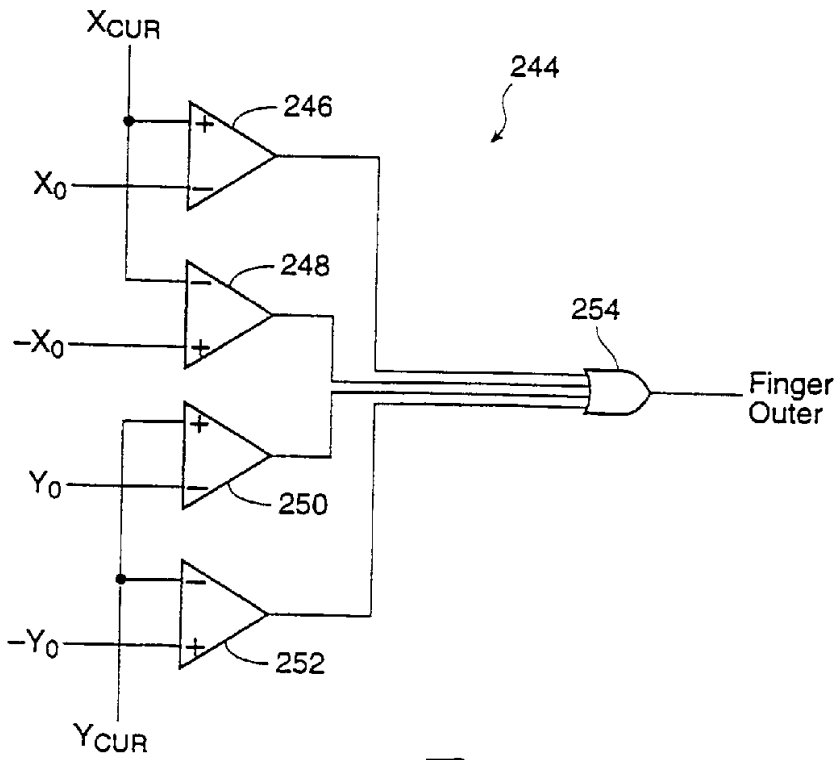 XCUR
244
+
246
X0
−
−
248
−X0
+
254
Finger
Outer
+
Y0
−
250
−
−Y0
+
252
YCUR